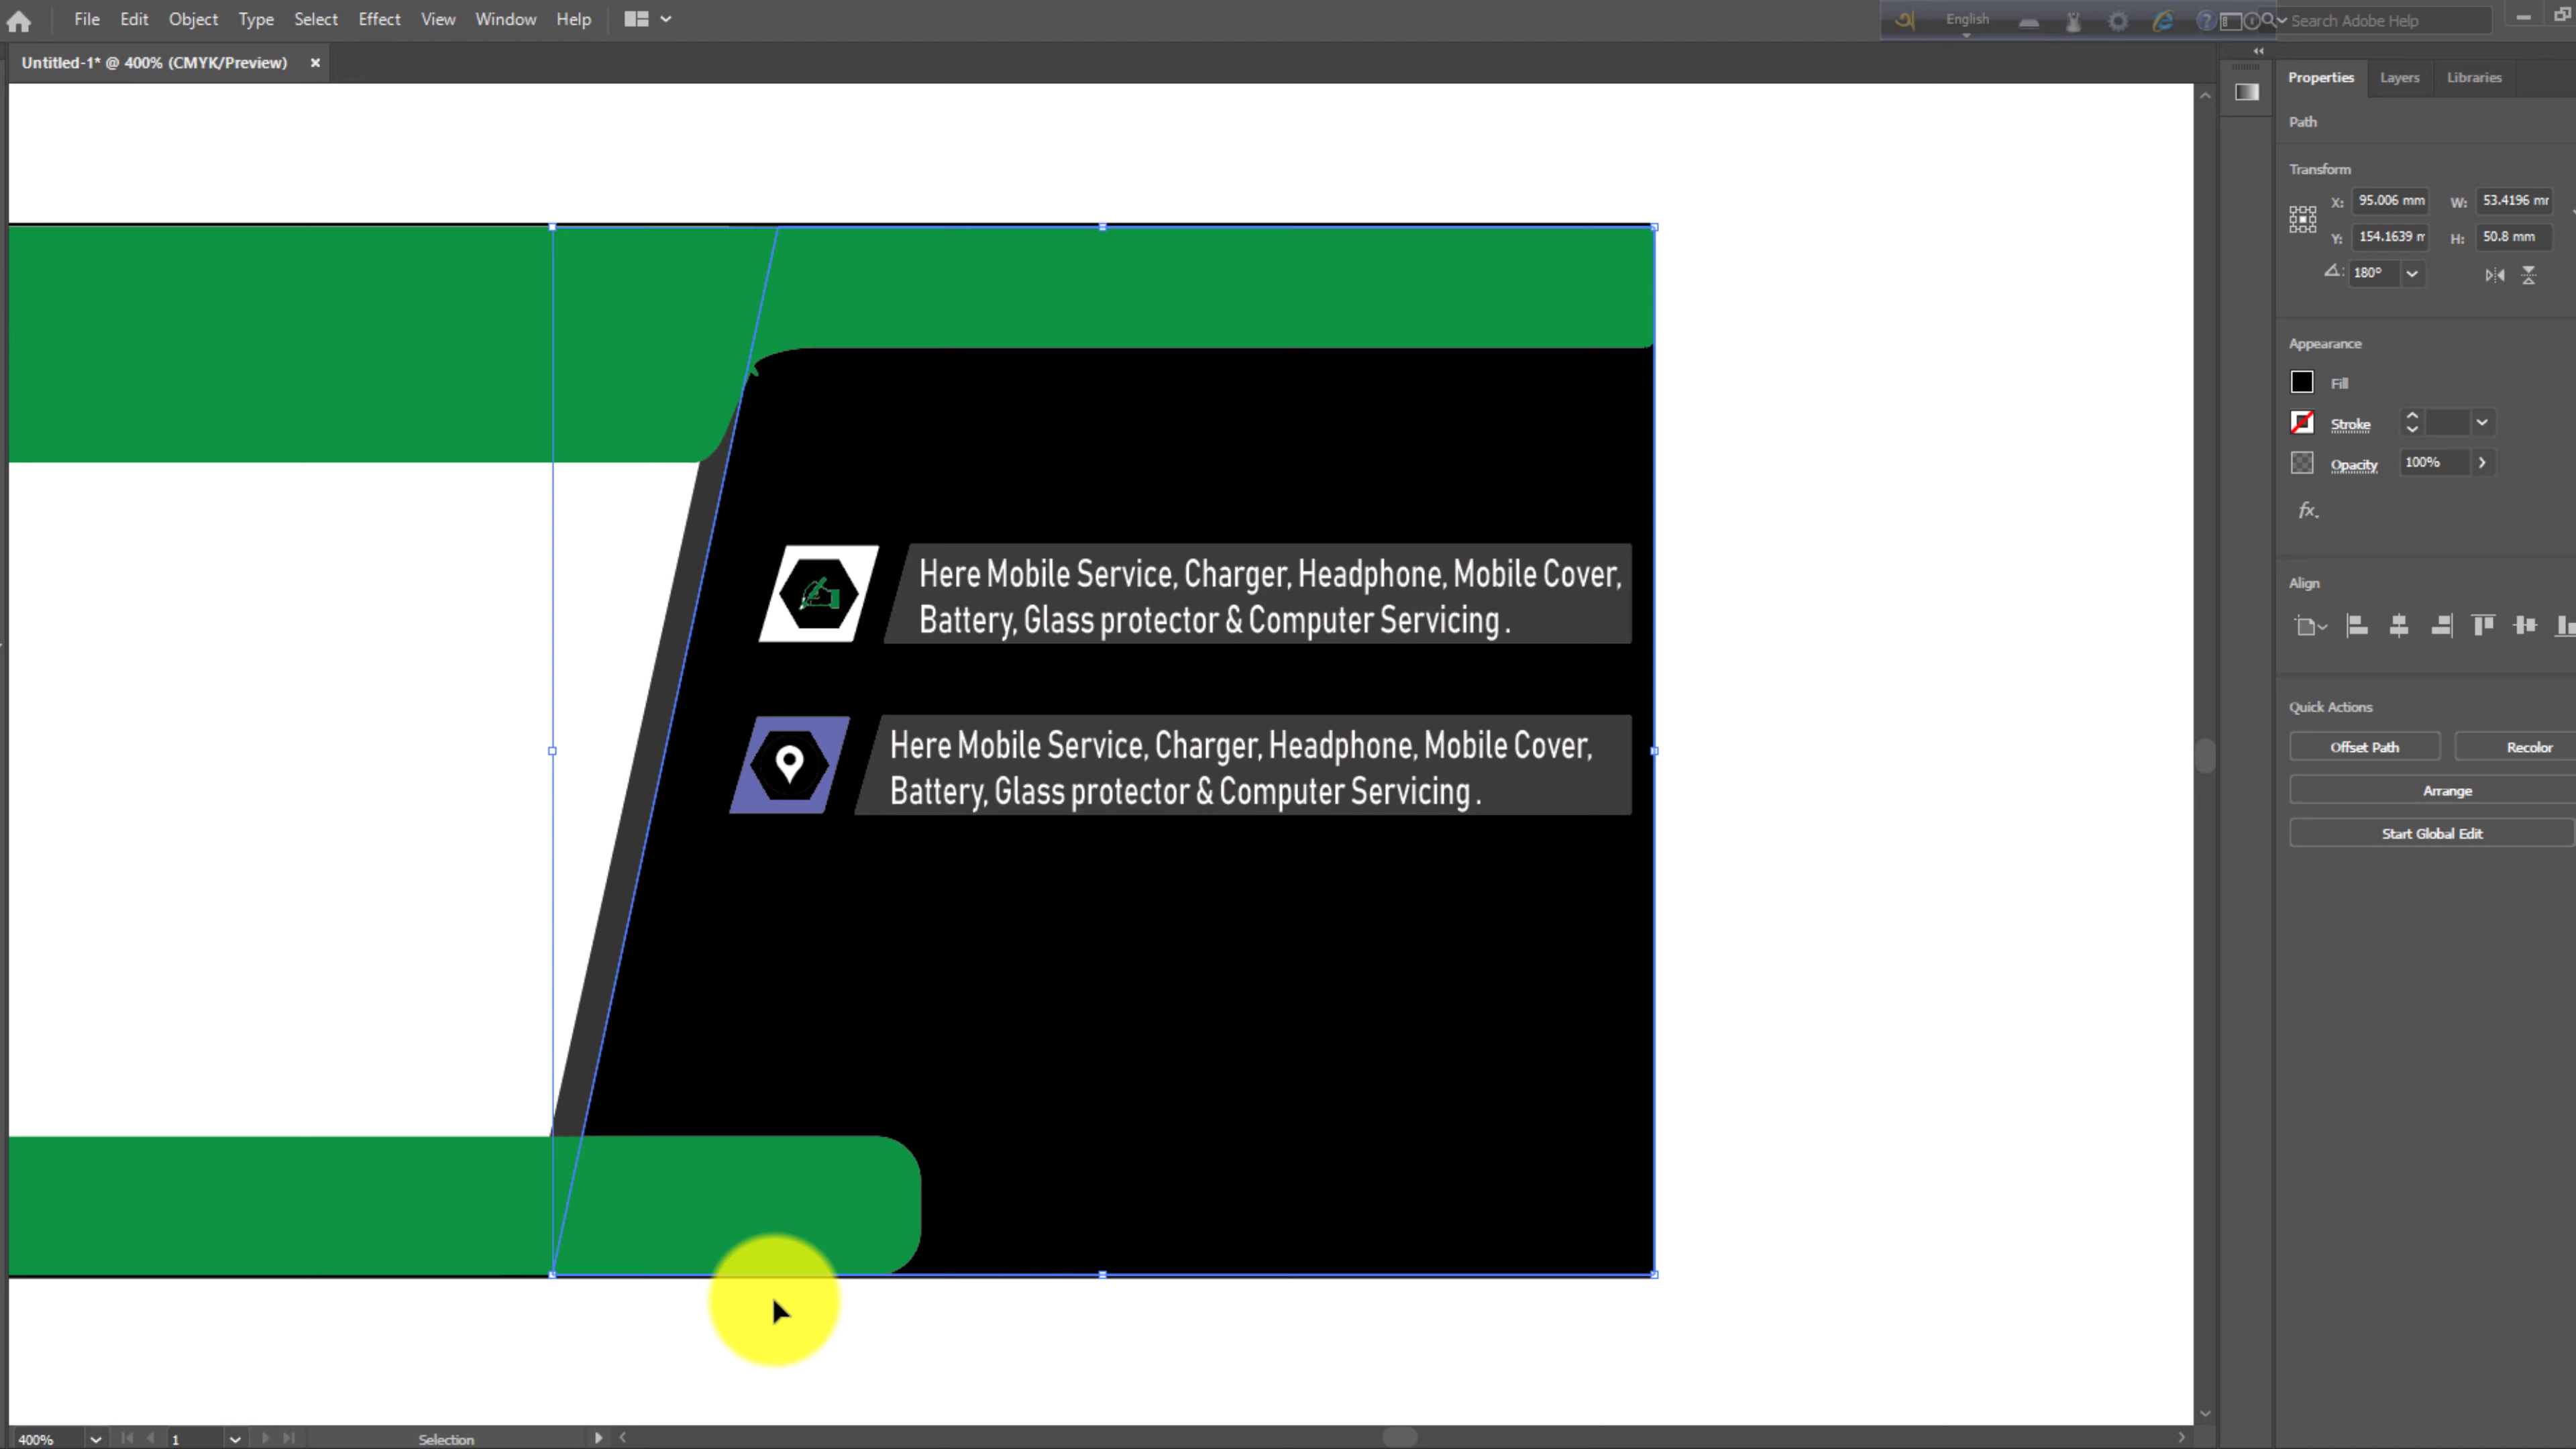 File Edit Object Type Select Effect View Window Help
English
Search Adobe Help
Untitled-1* @ 400% (CMYK/Preview) ×
Properties Layers Libraries
Path
Transform
X: 95.006 mm W: 53.4196 mr
Y: 154.1639 r H: 50.8 mm
180°
Appearance
Fill
Stroke
Opacity 100%
fx.
Align
Quick Actions
Offset Path Recolor
Arrange
Start Global Edit
Here Mobile Service, Charger, Headphone, Mobile Cover,
Battery, Glass protector & Computer Servicing .
Here Mobile Service, Charger, Headphone, Mobile Cover,
Battery, Glass protector & Computer Servicing .
400% 1 Selection